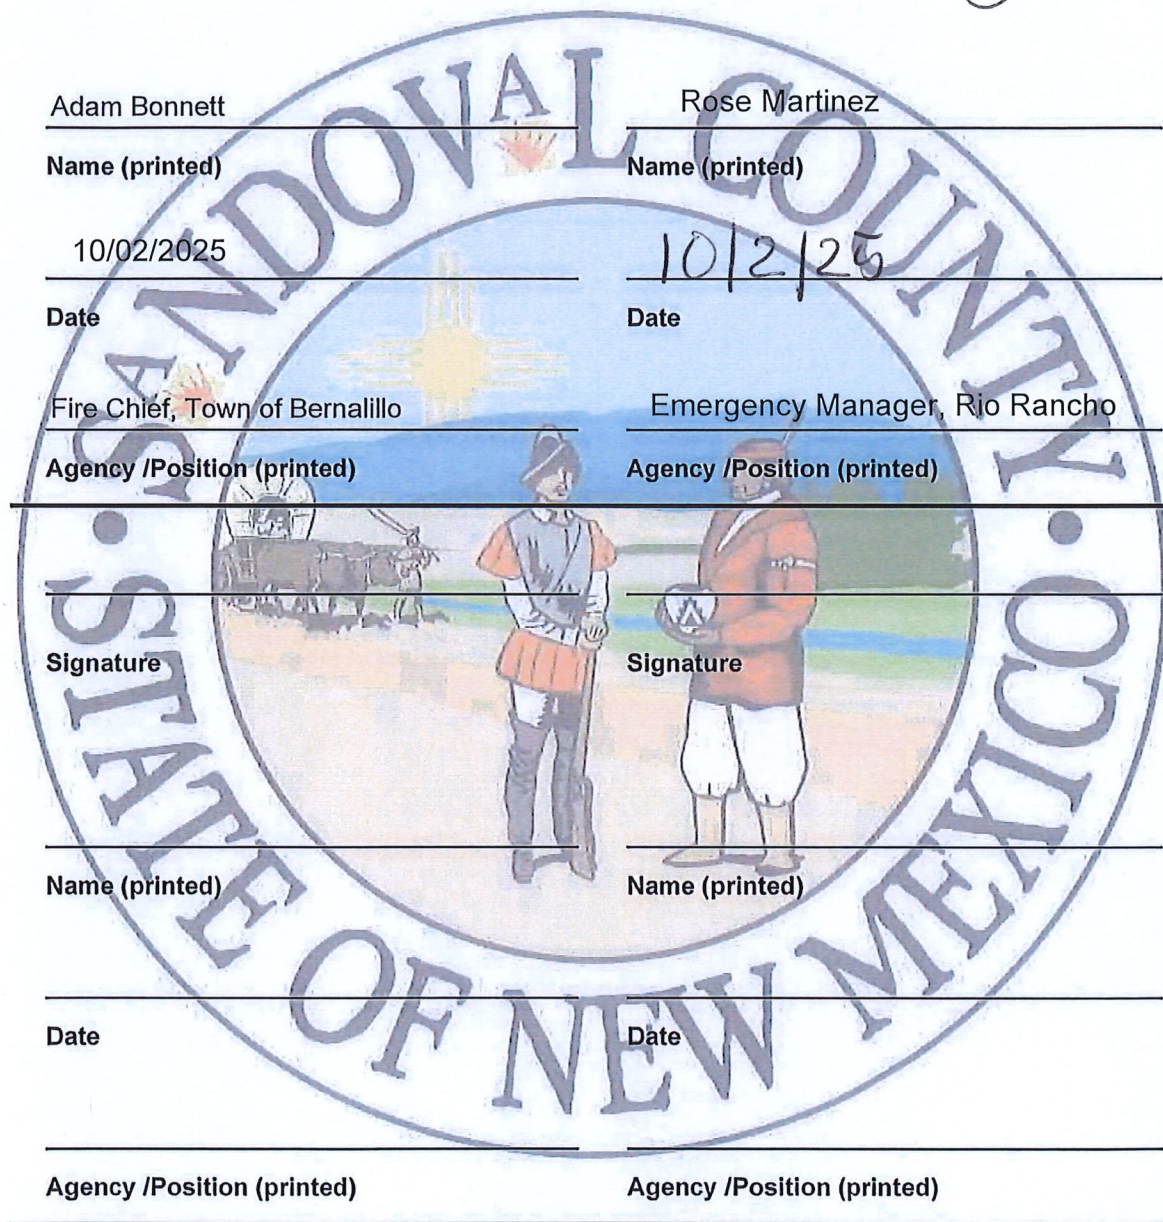 SANDOVAL COUNTY
STATE OF NEW MEXICO
Adam Bonnett Rose Martinez
Name (printed) Name (printed)
10/02/2025 10/2/25
Date Date
Fire Chief, Town of Bernalillo Emergency Manager, Rio Rancho
Agency /Position (printed) Agency /Position (printed)
Signature Signature
Name (printed) Name (printed)
Date Date
Agency /Position (printed) Agency /Position (printed)